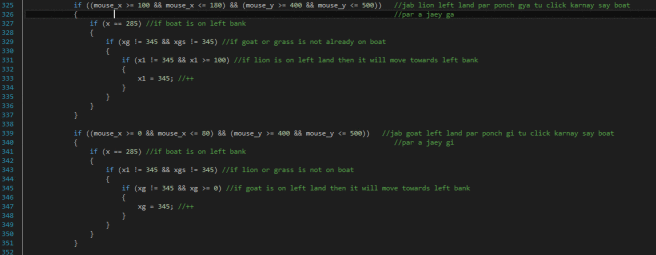 325 if ((mouse_x >= 100 && mouse_x <= 180) && (mouse_y >= 400 && mouse_y <= 500)) //jab lion left land par ponch gya tu click karnay say boat
326 { //par a jaey ga
327 if (x == 285) //if boat is on left bank
328 {
329 if (xg != 345 && xgs != 345) //if goat or grass is not already on boat
330 {
331 if (xl != 345 && xl >= 100) //if lion is on left land then it will move towards left bank
332 {
333 xl = 345; //++
334 }
335 }
336 }
337 }
338
339 if ((mouse_x >= 0 && mouse_x <= 80) && (mouse_y >= 400 && mouse_y <= 500)) //jab goat left land par ponch gi tu click karnay say boat
340 { //par a jaey gi
341 if (x == 285) //if boat is on left bank
342 {
343 if (xl != 345 && xgs != 345) //if lion or grass is not on boat
344 {
345 if (xg != 345 && xg >= 0) //if goat is on left land then it will move towards left bank
346 {
347 xg = 345; //++
348 }
349 }
350 }
351 }
352